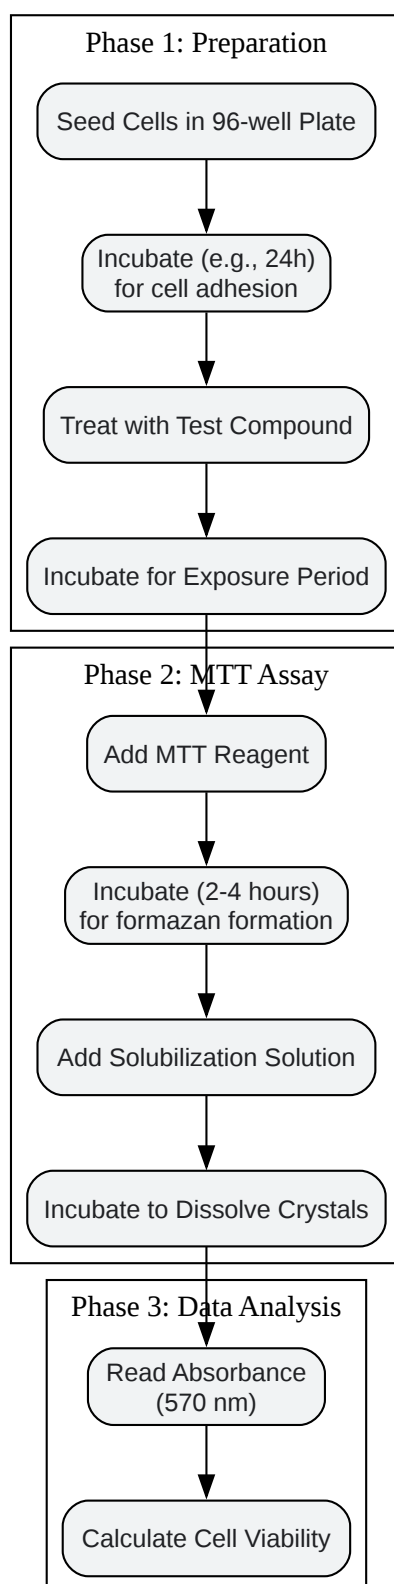 Phase 1: Preparation
Seed Cells in 96-well Plate
Incubate (e.g., 24h)
for cell adhesion
Treat with Test Compound
Incubate for Exposure Period
Phase 2: MTT Assay
Add MTT Reagent
Incubate (2-4 hours)
for formazan formation
Add Solubilization Solution
Incubate to Dissolve Crystals
Phase 3: Data Analysis
Read Absorbance
(570 nm)
Calculate Cell Viability